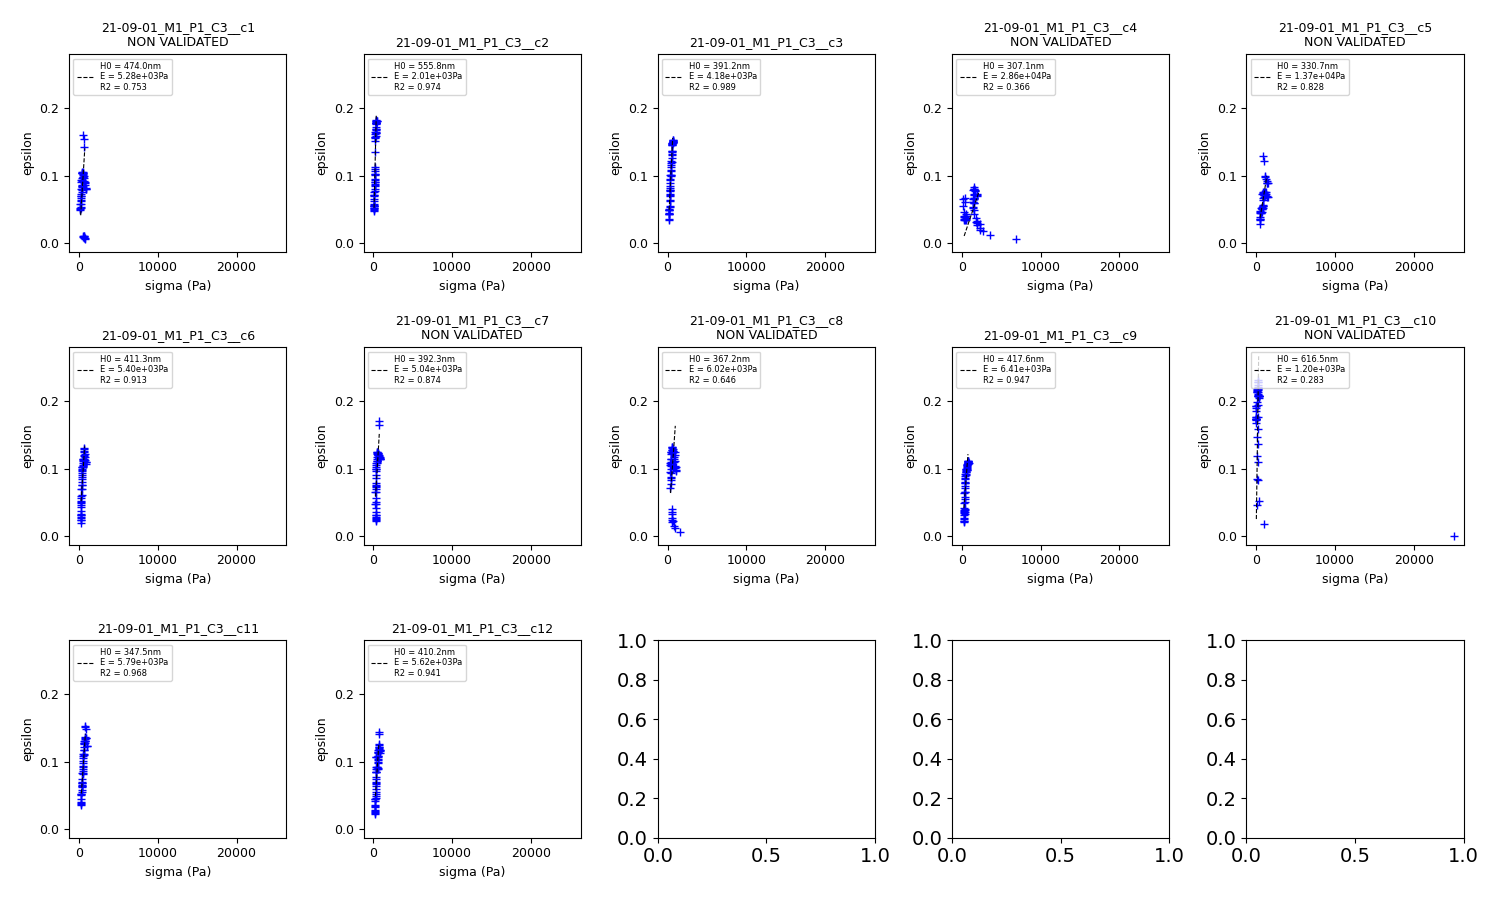 21-09-01_M1_P1_C3__c1
NON VALIDATED
H0 = 474.0nm
E = 5.28e+03Pa
R2 = 0.753
epsilon
0.2
0.1
0.0
0
10000
20000
sigma (Pa)
21-09-01_M1_P1_C3__c2
H0 = 555.8nm
E = 2.01e+03Pa
R2 = 0.974
epsilon
0.2
0.1
0.0
0
10000
20000
sigma (Pa)
21-09-01_M1_P1_C3__c3
H0 = 391.2nm
E = 4.18e+03Pa
R2 = 0.989
epsilon
0.2
0.1
0.0
0
10000
20000
sigma (Pa)
21-09-01_M1_P1_C3__c4
NON VALIDATED
H0 = 307.1nm
E = 2.86e+04Pa
R2 = 0.366
epsilon
0.2
0.1
0.0
0
10000
20000
sigma (Pa)
21-09-01_M1_P1_C3__c5
NON VALIDATED
H0 = 330.7nm
E = 1.37e+04Pa
R2 = 0.828
epsilon
0.2
0.1
0.0
0
10000
20000
sigma (Pa)
21-09-01_M1_P1_C3__c6
H0 = 411.3nm
E = 5.40e+03Pa
R2 = 0.913
epsilon
0.2
0.1
0.0
0
10000
20000
sigma (Pa)
21-09-01_M1_P1_C3__c7
NON VALIDATED
H0 = 392.3nm
E = 5.04e+03Pa
R2 = 0.874
epsilon
0.2
0.1
0.0
0
10000
20000
sigma (Pa)
21-09-01_M1_P1_C3__c8
NON VALIDATED
H0 = 367.2nm
E = 6.02e+03Pa
R2 = 0.646
epsilon
0.2
0.1
0.0
0
10000
20000
sigma (Pa)
21-09-01_M1_P1_C3__c9
H0 = 417.6nm
E = 6.41e+03Pa
R2 = 0.947
epsilon
0.2
0.1
0.0
0
10000
20000
sigma (Pa)
21-09-01_M1_P1_C3__c10
NON VALIDATED
H0 = 616.5nm
E = 1.20e+03Pa
R2 = 0.283
epsilon
0.2
0.1
0.0
0
10000
20000
sigma (Pa)
21-09-01_M1_P1_C3__c11
H0 = 347.5nm
E = 5.79e+03Pa
R2 = 0.968
epsilon
0.2
0.1
0.0
0
10000
20000
sigma (Pa)
21-09-01_M1_P1_C3__c12
H0 = 410.2nm
E = 5.62e+03Pa
R2 = 0.941
epsilon
0.2
0.1
0.0
0
10000
20000
sigma (Pa)
1.0
0.8
0.6
0.4
0.2
0.0
0.0
0.5
1.0
1.0
0.8
0.6
0.4
0.2
0.0
0.0
0.5
1.0
1.0
0.8
0.6
0.4
0.2
0.0
0.0
0.5
1.0